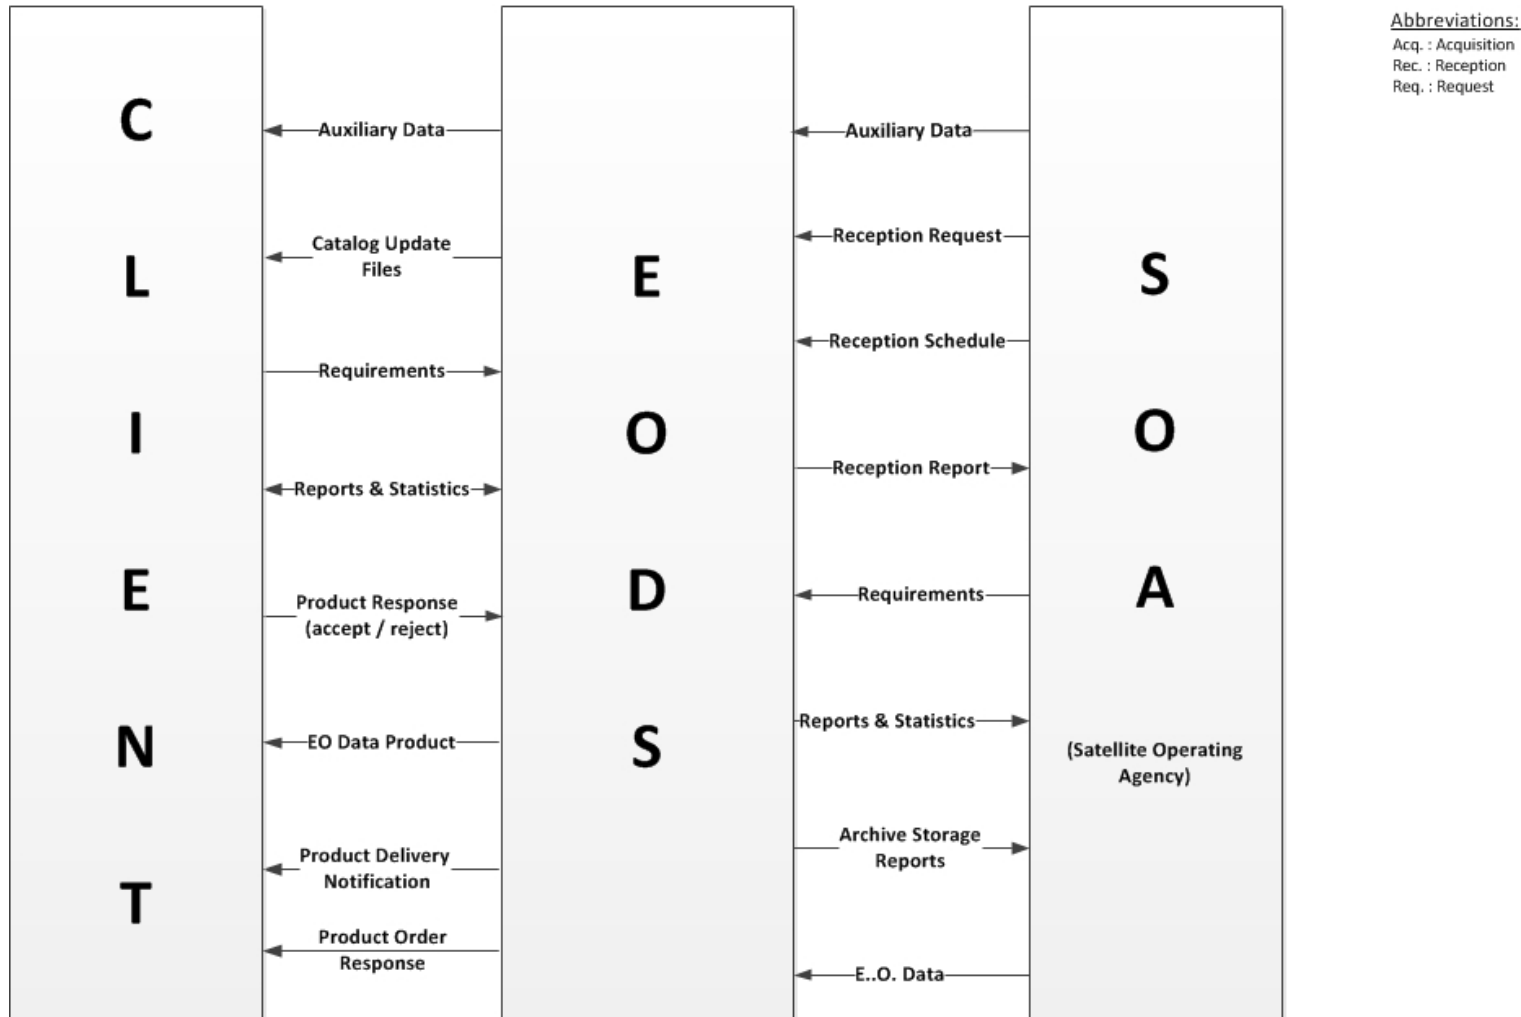 Abbreviations:
Acq. : Acquisition
Rec. : Reception
Req. : Request
C
L
I
E
N
T
Auxiliary Data
Catalog Update
Files
Requirements
Reports & Statistics
Product Response
(accept / reject)
EO Data Product
Product Delivery
Notification
Product Order
Response
E
O
D
S
Auxiliary Data
Reception Request
Reception Schedule
Reception Report
Requirements
Reports & Statistics
Archive Storage
Reports
E..O. Data
S
O
A
(Satellite Operating
Agency)